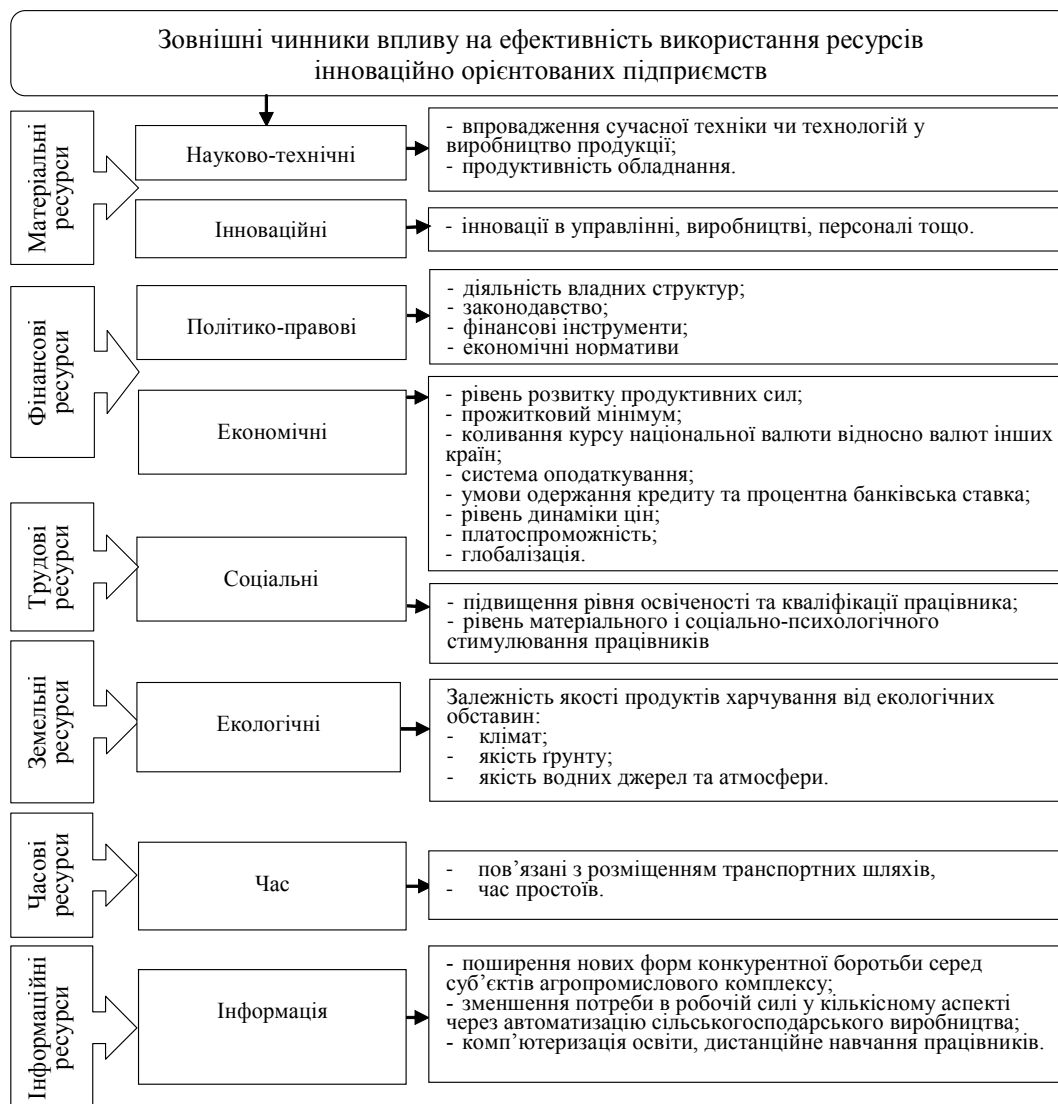 Зовнішні чинники впливу на ефективність використання ресурсів
інноваційно орієнтованих підприємств
Матеріальні
ресурси
Науково-технічні
- впровадження сучасної техніки чи технологій у
виробництво продукції;
- продуктивність обладнання.
Інноваційні
- інновації в управлінні, виробництві, персоналі тощо.
Фінансові
ресурси
Політико-правові
- діяльність владних структур;
- законодавство;
- фінансові інструменти;
- економічні нормативи
Економічні
- рівень розвитку продуктивних сил;
- прожитковий мінімум;
- коливання курсу національної валюти відносно валют інших
країн;
- система оподаткування;
- умови одержання кредиту та процентна банківська ставка;
- рівень динаміки цін;
- платоспроможність;
- глобалізація.
Трудові
ресурси
Соціальні
- підвищення рівня освіченості та кваліфікації працівника;
- рівень матеріального і соціально-психологічного
стимулювання працівників
Земельні
ресурси
Екологічні
Залежність якості продуктів харчування від екологічних
обставин:
- клімат;
- якість ґрунту;
- якість водних джерел та атмосфери.
Часові
ресурси
Час
- пов’язані з розміщенням транспортних шляхів,
- час простоїв.
Інформаційні
ресурси
Інформація
- поширення нових форм конкурентної боротьби серед
суб’єктів агропромислового комплексу;
- зменшення потреби в робочій силі у кількісному аспекті
через автоматизацію сільськогосподарського виробництва;
- комп’ютеризація освіти, дистанційне навчання працівників.